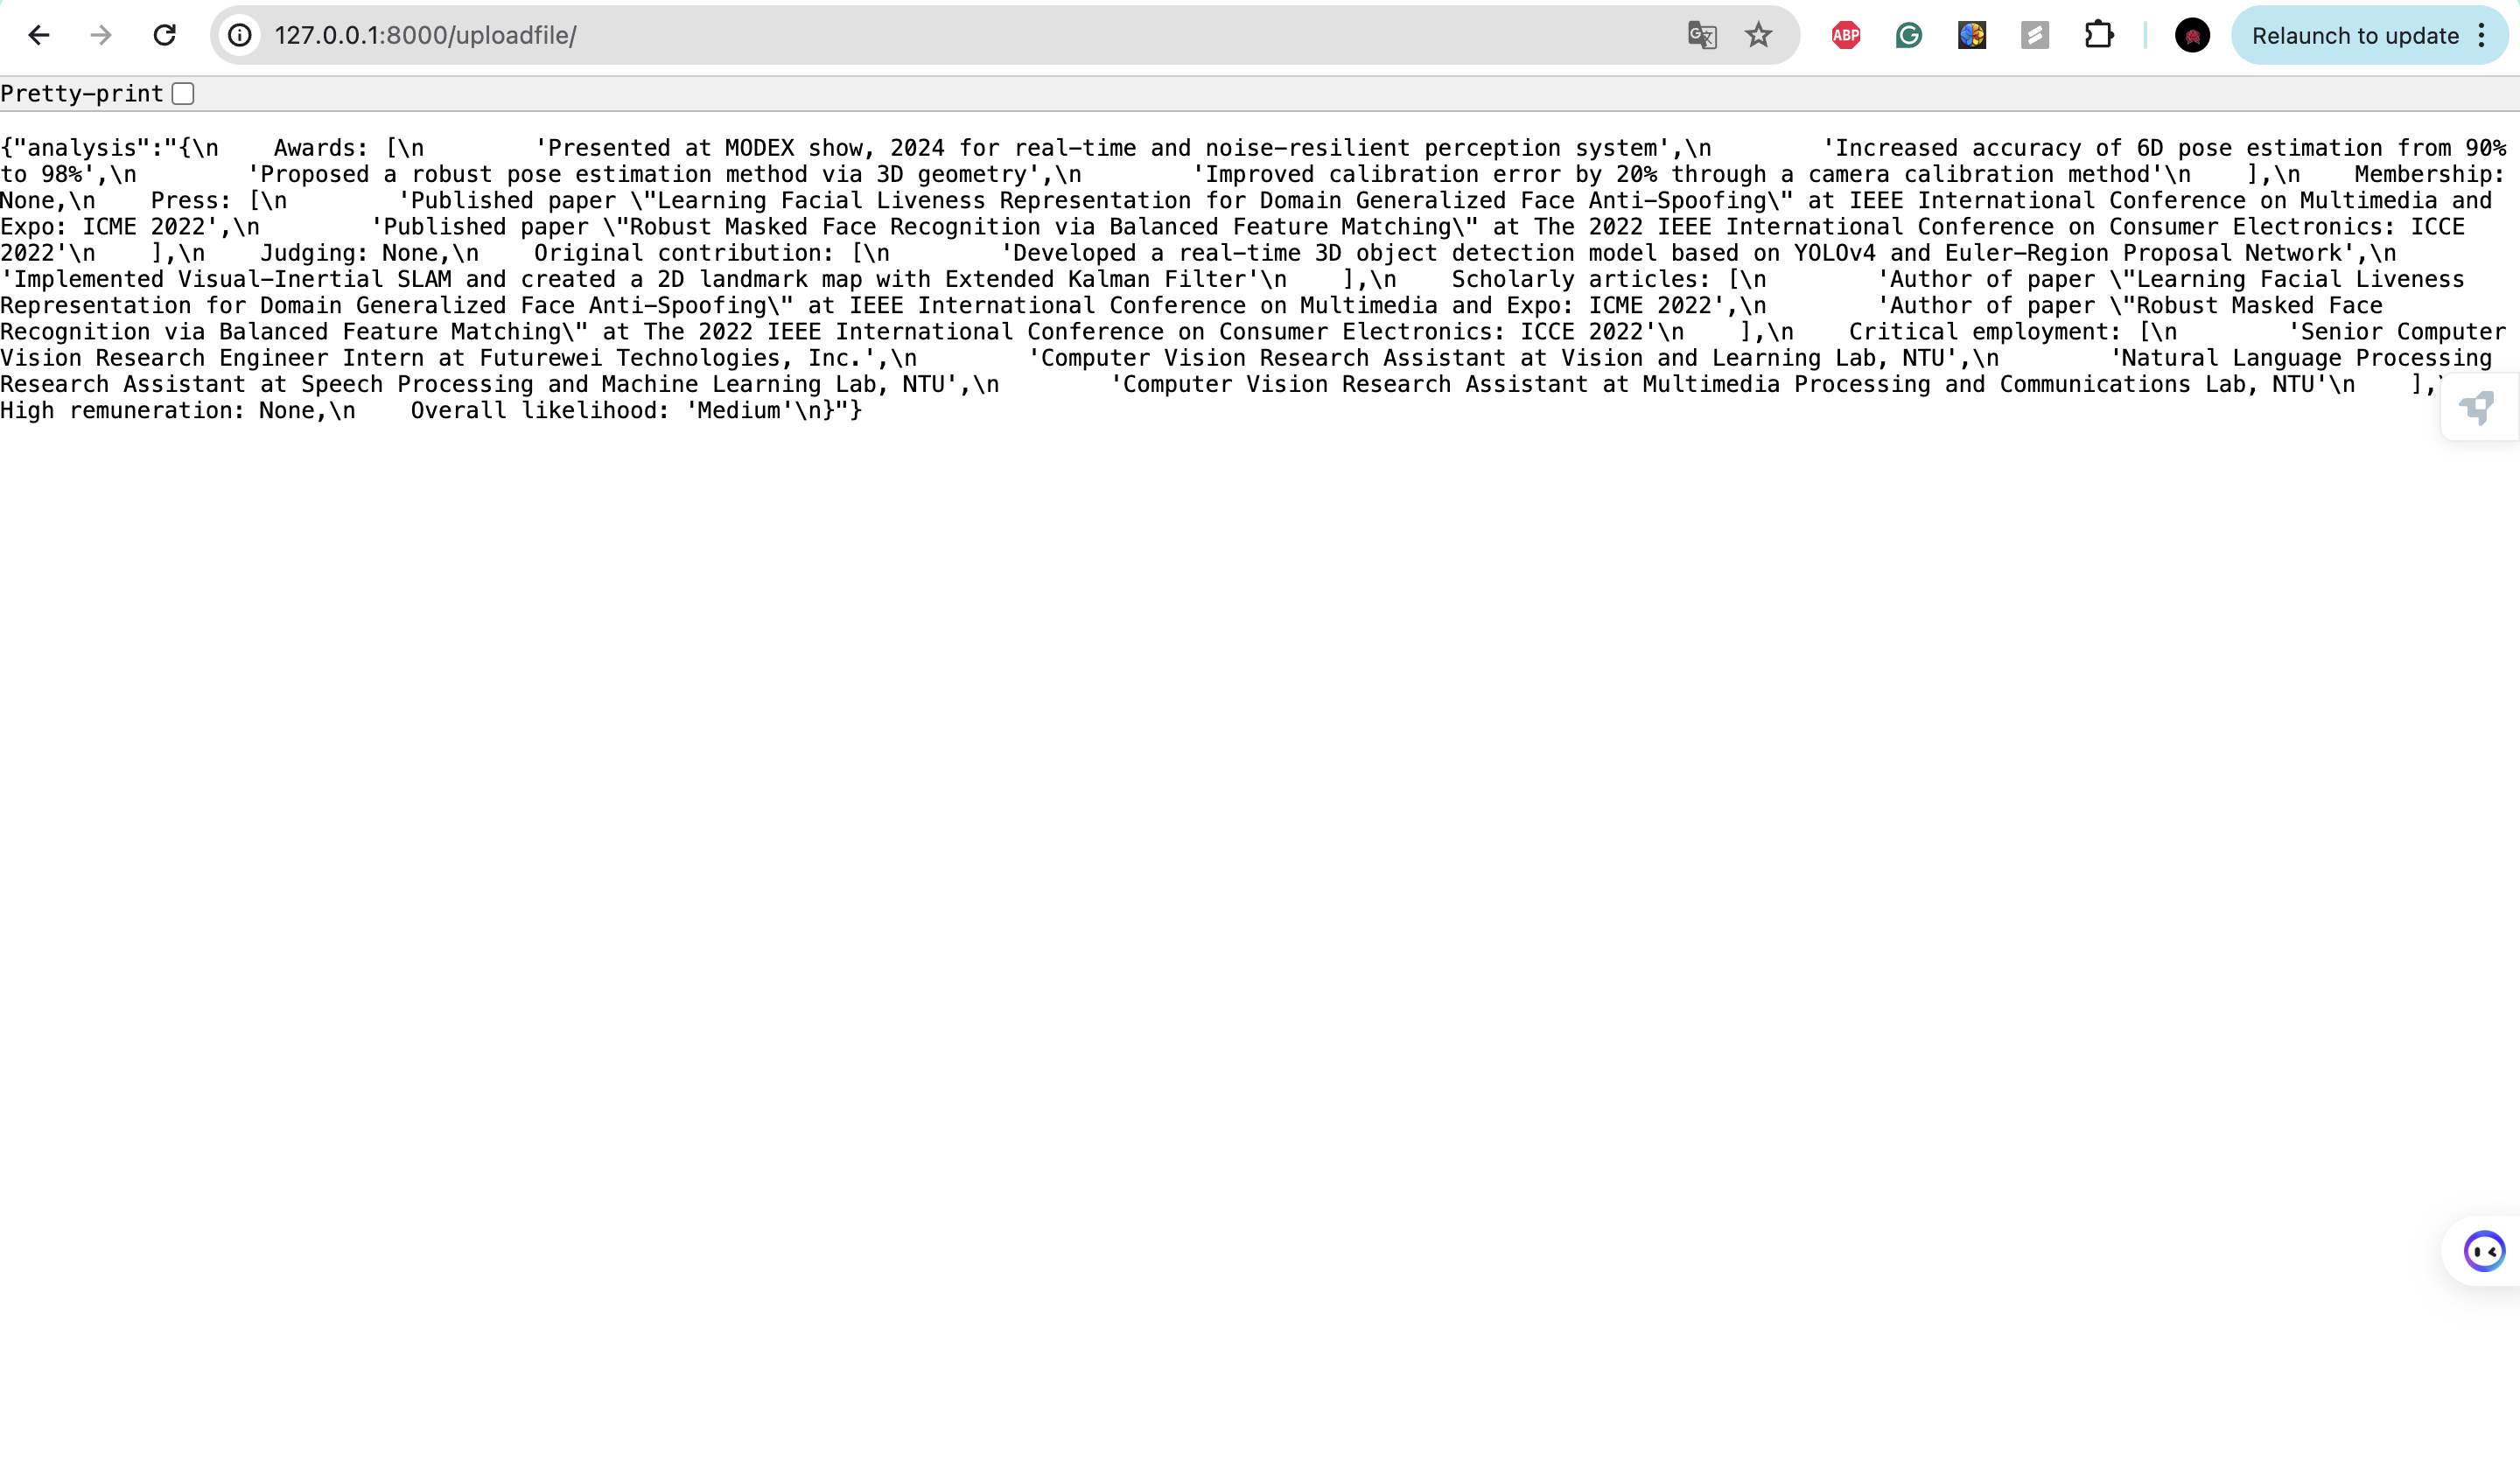 127.0.0.1:8000/uploadfile/
ABP
Relaunch to update
Pretty-print
{"analysis":"{\n    Awards: [\n        'Presented at MODEX show, 2024 for real-time and noise-resilient perception system',\n        'Increased accuracy of 6D pose estimation from 90%
to 98%',\n        'Proposed a robust pose estimation method via 3D geometry',\n        'Improved calibration error by 20% through a camera calibration method'\n    ],\n    Membership:
None,\n    Press: [\n        'Published paper \"Learning Facial Liveness Representation for Domain Generalized Face Anti-Spoofing\" at IEEE International Conference on Multimedia and
Expo: ICME 2022',\n        'Published paper \"Robust Masked Face Recognition via Balanced Feature Matching\" at The 2022 IEEE International Conference on Consumer Electronics: ICCE
2022'\n    ],\n    Judging: None,\n    Original contribution: [\n        'Developed a real-time 3D object detection model based on YOLOv4 and Euler-Region Proposal Network',\n
'Implemented Visual-Inertial SLAM and created a 2D landmark map with Extended Kalman Filter'\n    ],\n    Scholarly articles: [\n        'Author of paper \"Learning Facial Liveness
Representation for Domain Generalized Face Anti-Spoofing\" at IEEE International Conference on Multimedia and Expo: ICME 2022',\n        'Author of paper \"Robust Masked Face
Recognition via Balanced Feature Matching\" at The 2022 IEEE International Conference on Consumer Electronics: ICCE 2022'\n    ],\n    Critical employment: [\n        'Senior Computer
Vision Research Engineer Intern at Futurewei Technologies, Inc.',\n        'Computer Vision Research Assistant at Vision and Learning Lab, NTU',\n        'Natural Language Processing
Research Assistant at Speech Processing and Machine Learning Lab, NTU',\n        'Computer Vision Research Assistant at Multimedia Processing and Communications Lab, NTU'\n    ],
High remuneration: None,\n    Overall likelihood: 'Medium'\n}"}